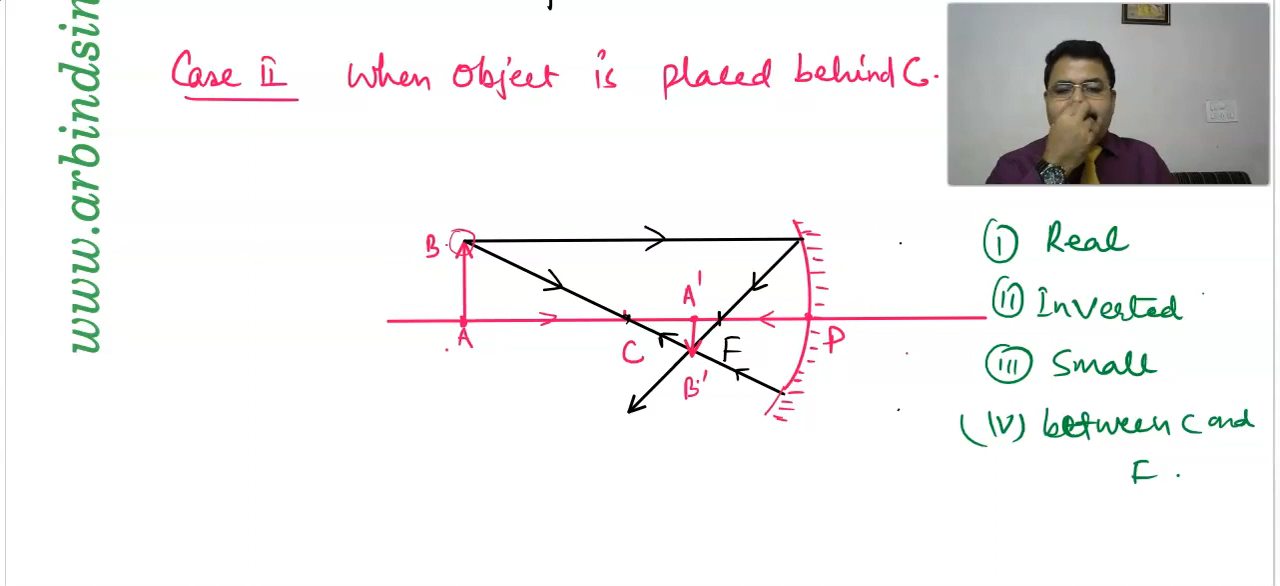 www.arbindsin
Case II When Object is placed behind C.
B
A'
A
C
F
P
B'
(i) Real
(ii) Inverted
(iii) Small
(iv) between C and
F.